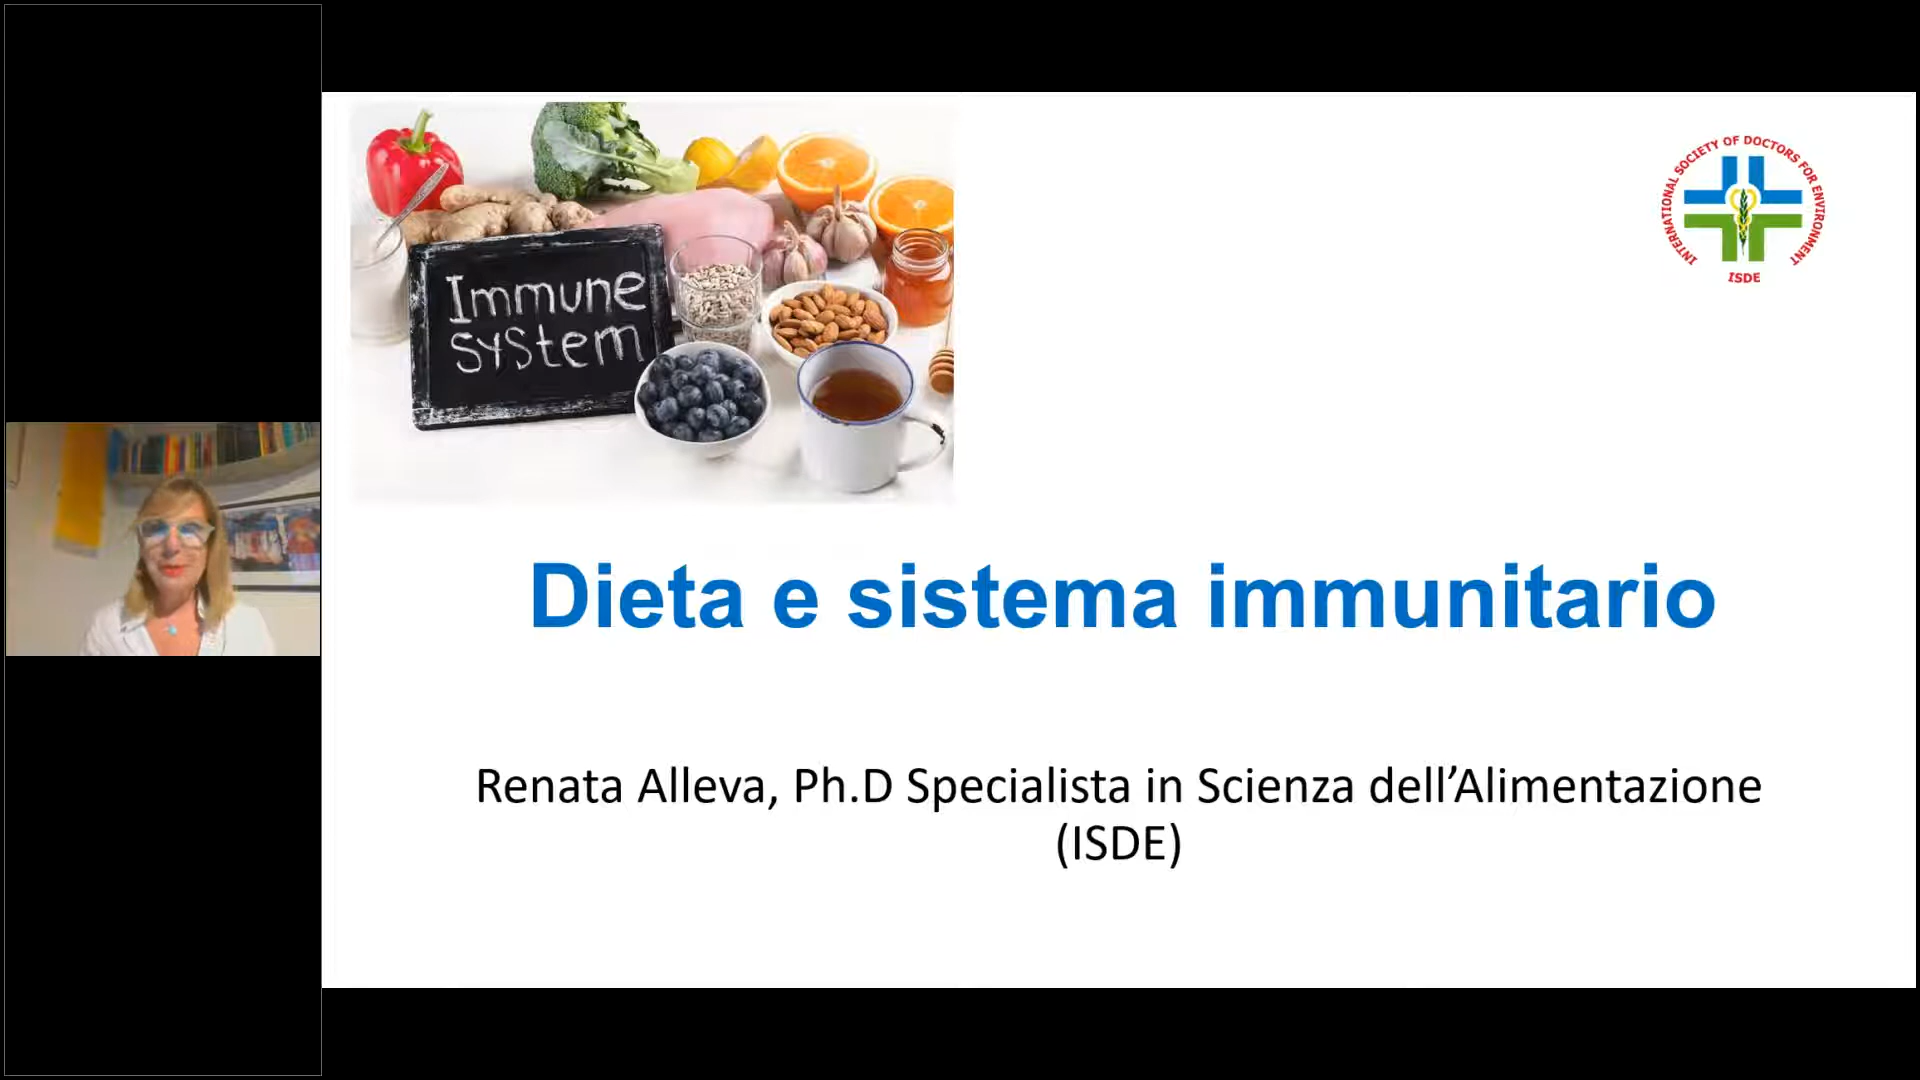 Immune
system
INTERNATIONAL SOCIETY OF DOCTORS FOR ENVIRONMENT
ISDE
Dieta e sistema immunitario
Renata Alleva, Ph.D Specialista in Scienza dell’Alimentazione
(ISDE)